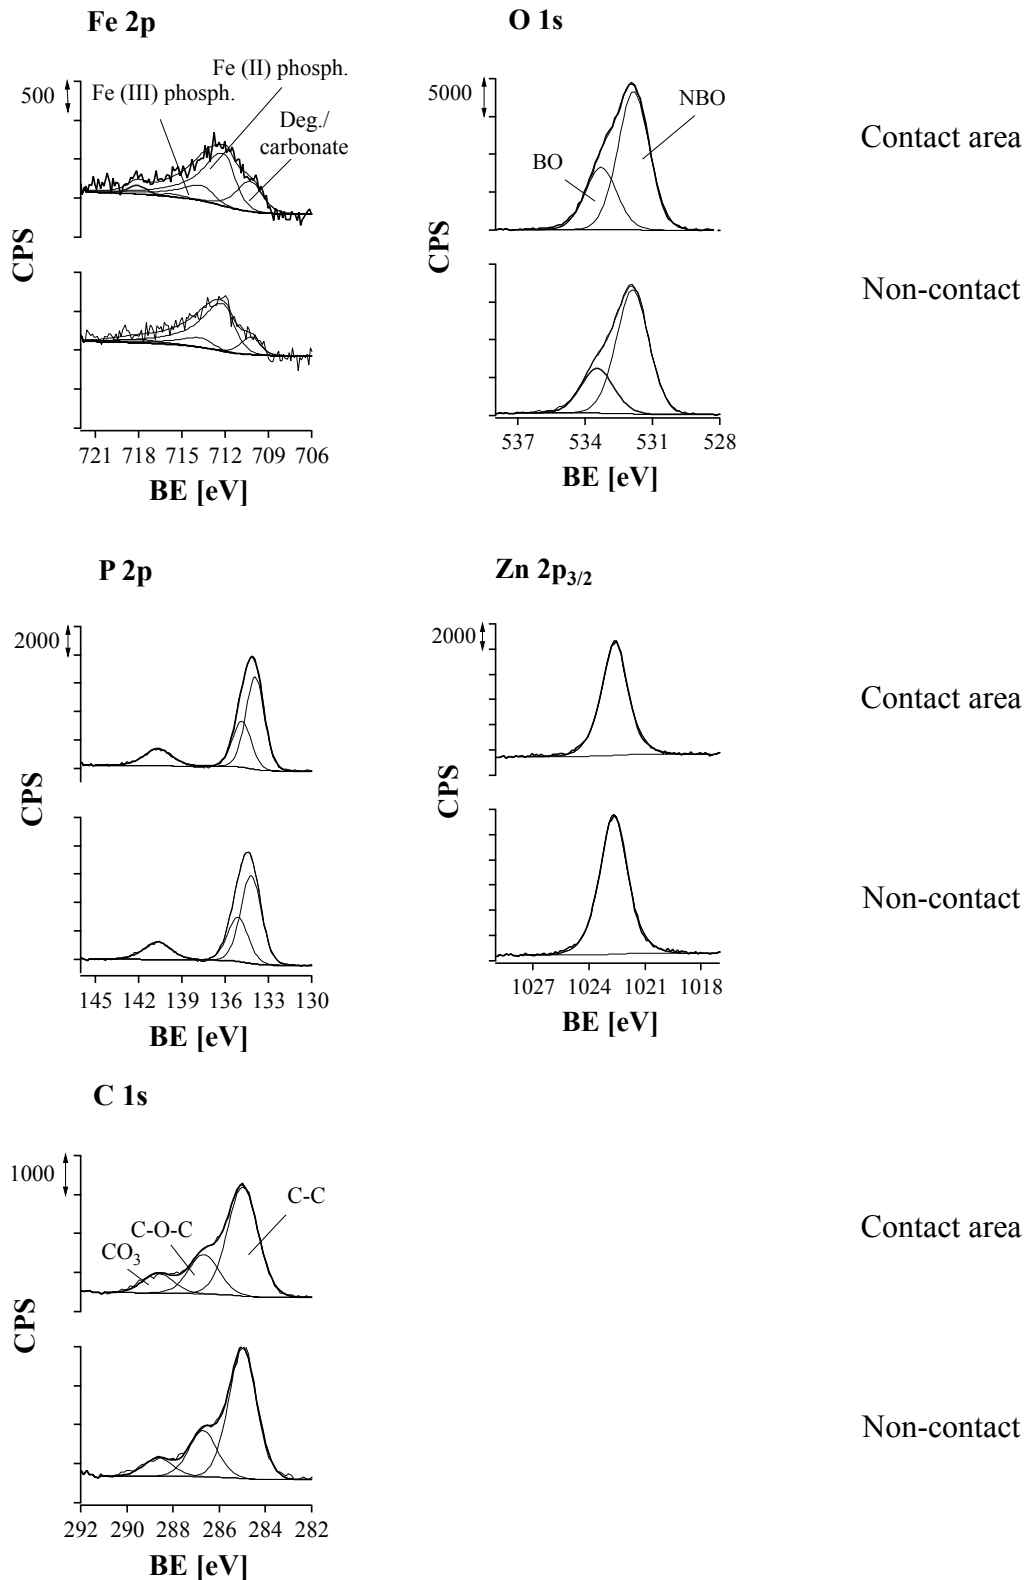 Fe 2p
O 1s
500
Fe (II) phosph.
Fe (III) phosph.
Deg./
carbonate
5000
NBO
BO
Contact area
CPS
CPS
Non-contact
721 718 715 712 709 706
BE [eV]
537 534 531 528
BE [eV]
P 2p
Zn 2p3/2
2000
2000
Contact area
CPS
CPS
Non-contact
145 142 139 136 133 130
BE [eV]
1027 1024 1021 1018
BE [eV]
C 1s
1000
C-C
C-O-C
CO3
Contact area
CPS
Non-contact
292 290 288 286 284 282
BE [eV]